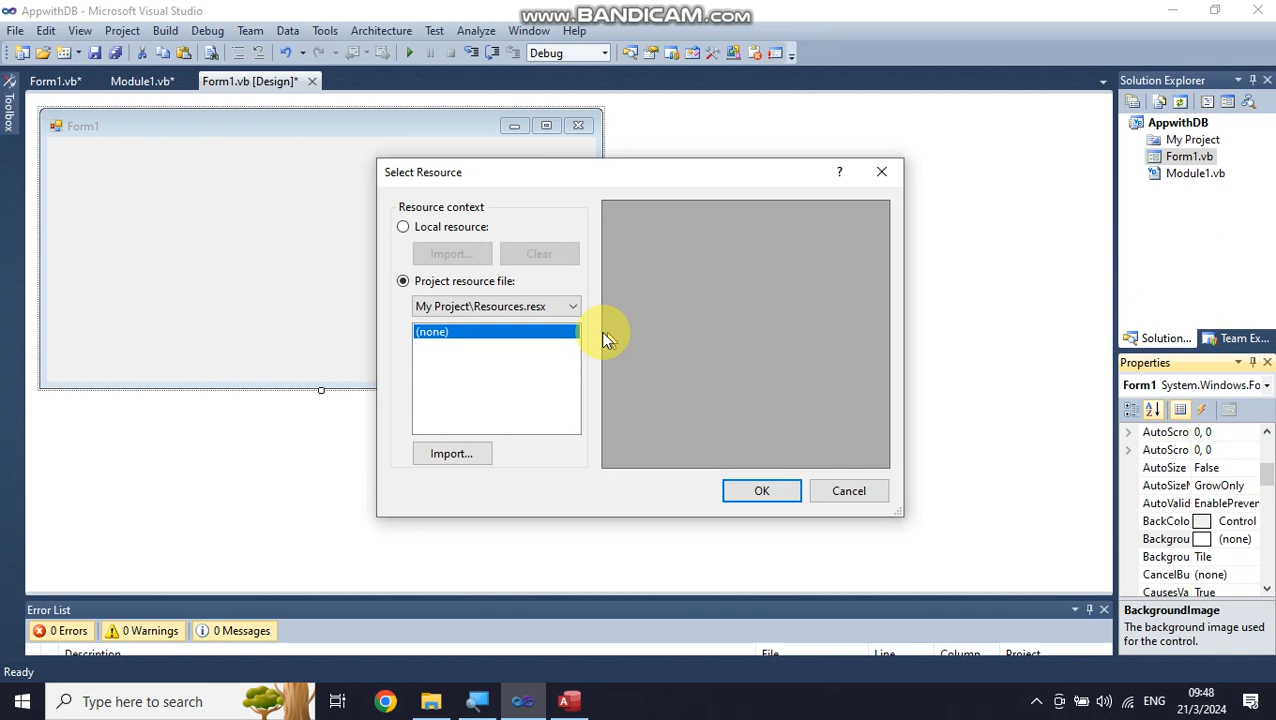 AppwithDB - Microsoft Visual Studio
www.BANDICAM.com
File Edit View Project Build Debug Team Data Tools Architecture Test Analyze Window Help
Debug
Form1.vb* Module1.vb* Form1.vb [Design]*
Toolbox
Form1
Select Resource
?
Resource context
Local resource:
Import... Clear
Project resource file:
My Project\Resources.resx
(none)
Import...
OK Cancel
Solution Explorer
AppwithDB
My Project
Form1.vb
Module1.vb
Solution... Team Ex...
Properties
Form1 System.Windows.Fo
AutoScro 0, 0
AutoScro 0, 0
AutoSize False
AutoSizeM GrowOnly
AutoValid EnablePreven
BackColo Control
Backgrou (none)
Backgrou Tile
CancelBu (none)
CausesVa True
BackgroundImage
The background image used
for the control.
Error List
0 Errors 0 Warnings 0 Messages
Description File Line Column Project
Ready
Type here to search
ENG
09:48
21/3/2024